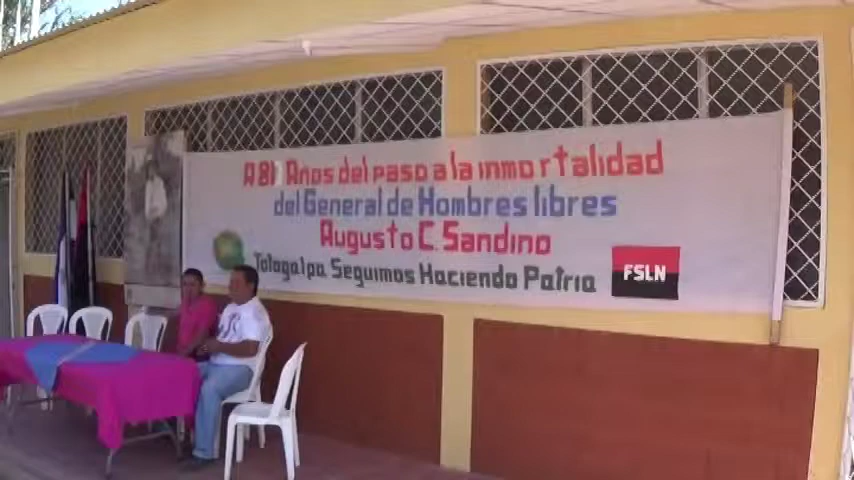 A 81 Años del paso a la inmortalidad
del General de Hombres libres
Augusto C. Sandino
Totogalpa Seguimos Haciendo Patria
FSLN